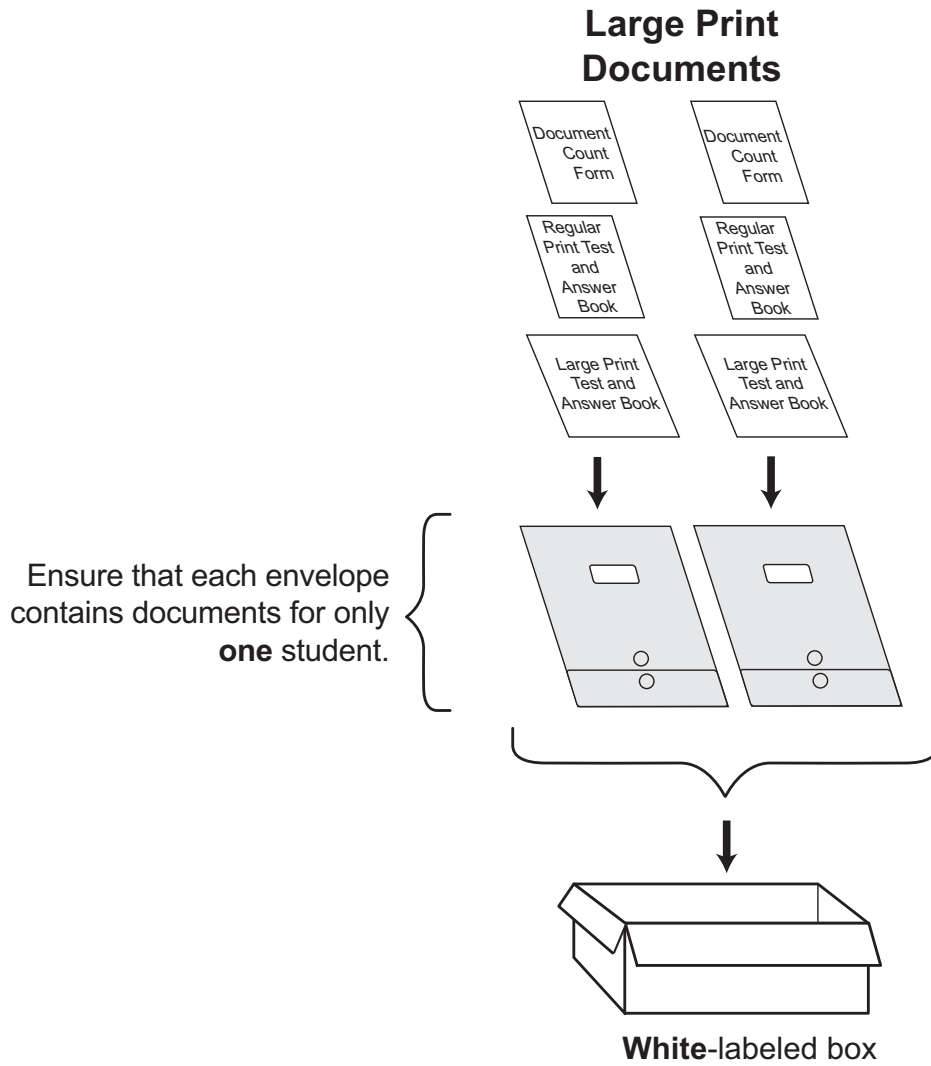 Large Print
Documents
Document
Count
Form
Document
Count
Form
Regular
Print Test
and
Answer
Book
Regular
Print Test
and
Answer
Book
Large Print
Test and
Answer Book
Large Print
Test and
Answer Book
Ensure that each envelope
contains documents for only
one student.
White-labeled box